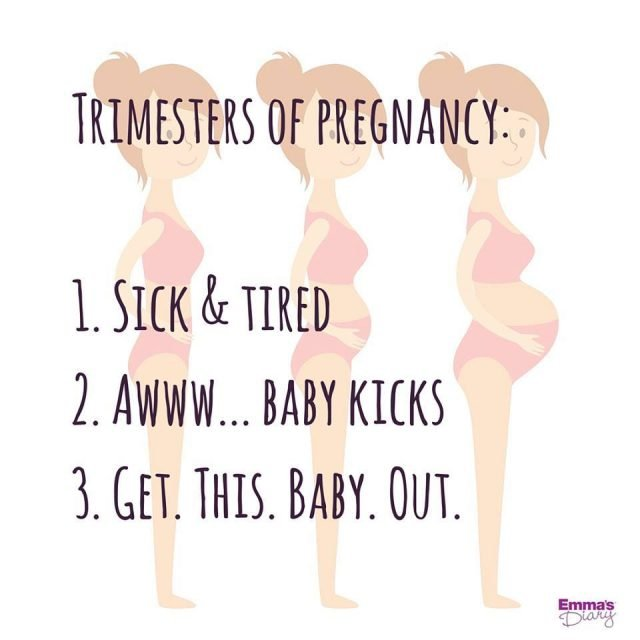 Trimesters of pregnancy:
1. Sick & tired
2. Awww... baby kicks
3. Get. This. Baby. Out.
Emma's
Diary